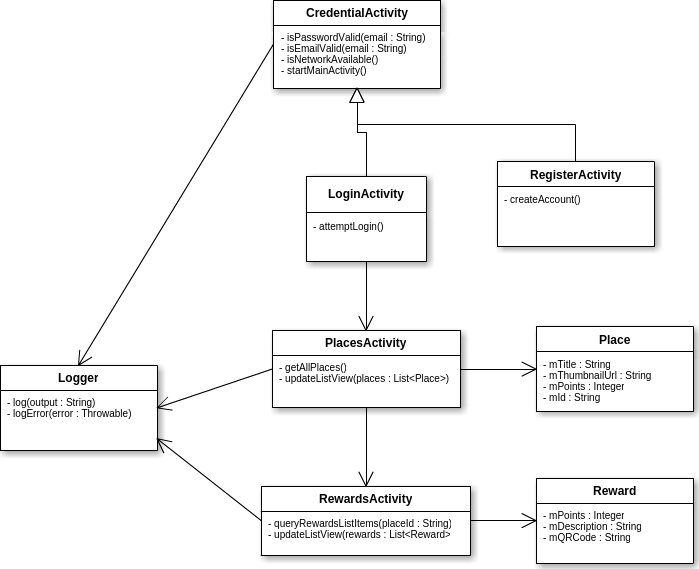 CredentialActivity
- isPasswordValid(email : String)
- isEmailValid(email : String)
- isNetworkAvailable()
- startMainActivity()
LoginActivity
- attemptLogin()
RegisterActivity
- createAccount()
PlacesActivity
- getAllPlaces()
- updateListView(places : List<Place>)
Place
- mTitle : String
- mThumbnailUrl : String
- mPoints : Integer
- mId : String
Logger
- log(output : String)
- logError(error : Throwable)
RewardsActivity
- queryRewardsListItems(placeId : String)
- updateListView(rewards : List<Reward>
Reward
- mPoints : Integer
- mDescription : String
- mQRCode : String